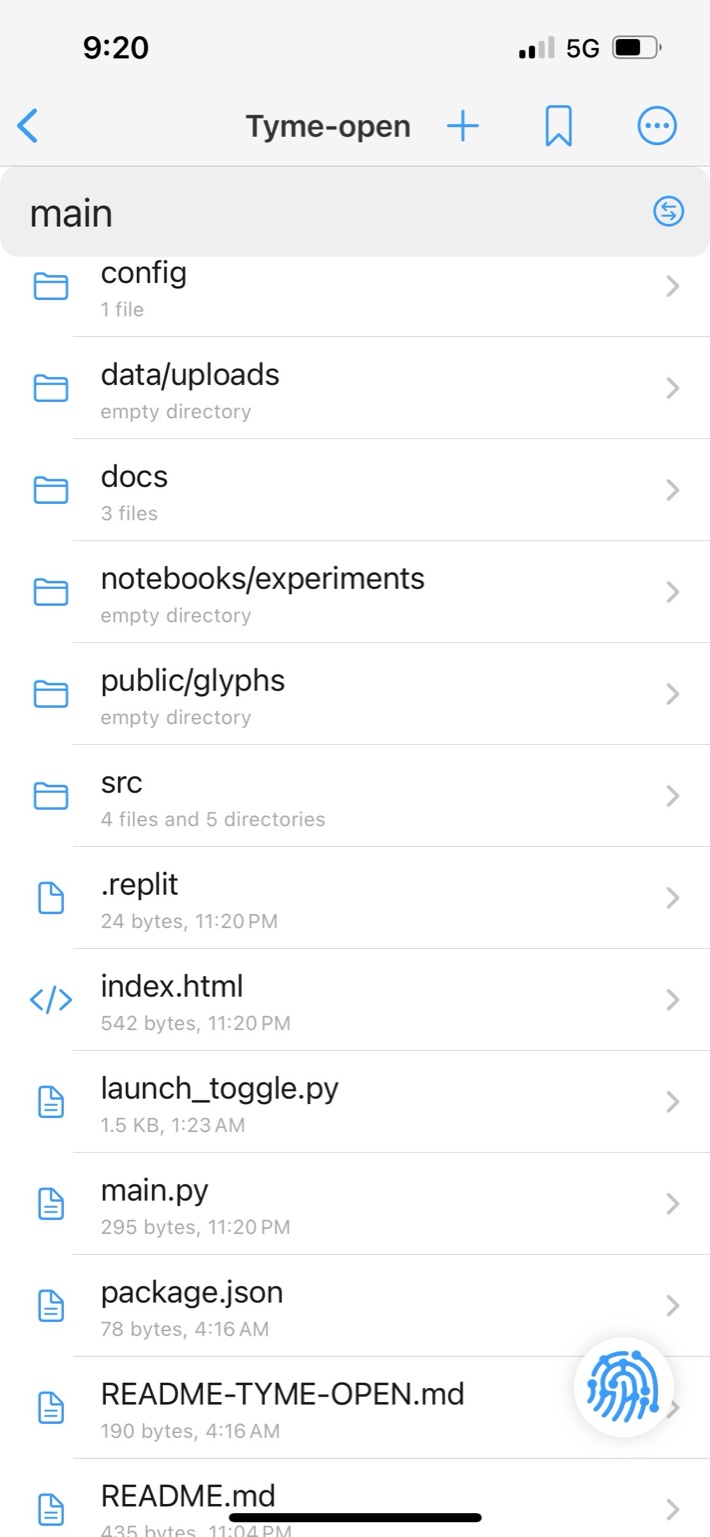 9:20
5G
Tyme-open
main
config
1 file
data/uploads
empty directory
docs
3 files
notebooks/experiments
empty directory
public/glyphs
empty directory
src
4 files and 5 directories
.replit
24 bytes, 11:20 PM
index.html
542 bytes, 11:20 PM
launch_toggle.py
1.5 KB, 1:23 AM
main.py
295 bytes, 11:20 PM
package.json
78 bytes, 4:16 AM
README-TYME-OPEN.md
190 bytes, 4:16 AM
README.md
435 bytes, 11:04 PM